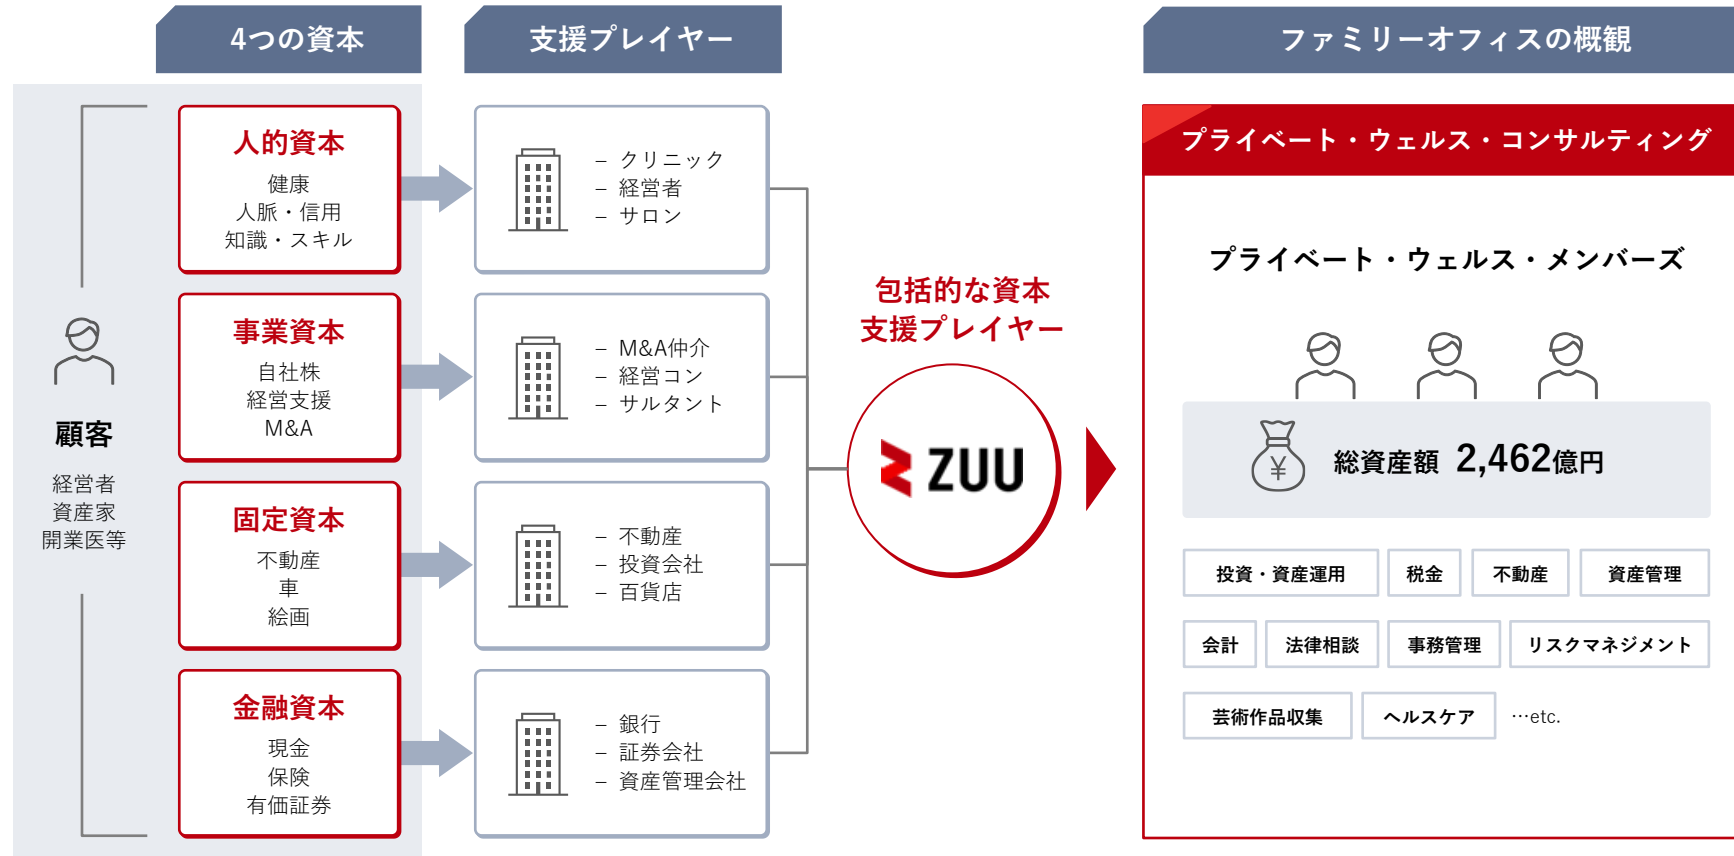 4つの資本
支援プレイヤー
ファミリーオフィスの概観
顧客
経営者
資産家
開業医等
人的資本
健康
人脈・信用
知識・スキル
– クリニック
– 経営者
– サロン
事業資本
自社株
経営支援
M&A
– M&A仲介
– 経営コン
– サルタント
固定資本
不動産
車
絵画
– 不動産
– 投資会社
– 百貨店
金融資本
現金
保険
有価証券
– 銀行
– 証券会社
– 資産管理会社
包括的な資本
支援プレイヤー
ZUU
プライベート・ウェルス・コンサルティング
プライベート・ウェルス・メンバーズ
¥
総資産額 2,462億円
投資・資産運用 税金 不動産 資産管理
会計 法律相談 事務管理 リスクマネジメント
芸術作品収集 ヘルスケア …etc.